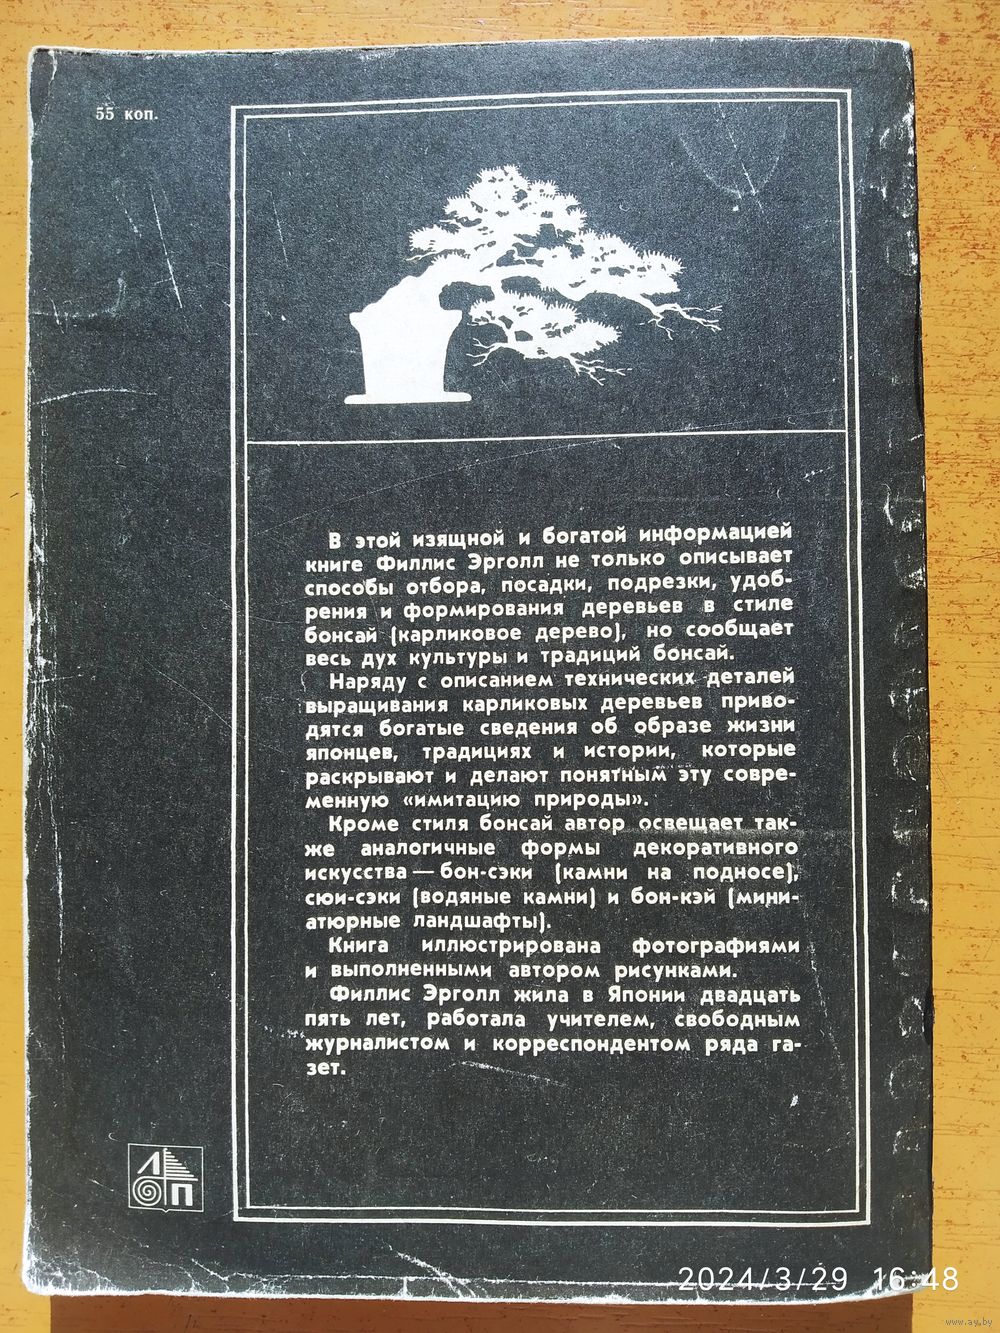 55 коп.
В этой изящной и богатой информацией
книге Филлис Эрголл не только описывает
способы отбора, посадки, подрезки, удоб-
рения и формирования деревьев в стиле
бонсай (карликовое дерево), но сообщает
весь дух культуры и традиций бонсай.
Наряду с описанием технических деталей
выращивания карликовых деревьев приво-
дятся богатые сведения об образе жизни
японцев, традициях и истории, которые
раскрывают и делают понятным эту совре-
менную «имитацию природы».
Кроме стиля бонсай автор освещает так-
же аналогичные формы декоративного
искусства — бон-сэки (камни на подносе),
сюи-сэки (водяные камни) и бон-кэй (мини-
атюрные ландшафты).
Книга иллюстрирована фотографиями
и выполненными автором рисунками.
Филлис Эрголл жила в Японии двадцать
пять лет, работала учителем, свободным
журналистом и корреспондентом ряда га-
зет.
Л
П
2024/3/29 16:48
www.ay.by